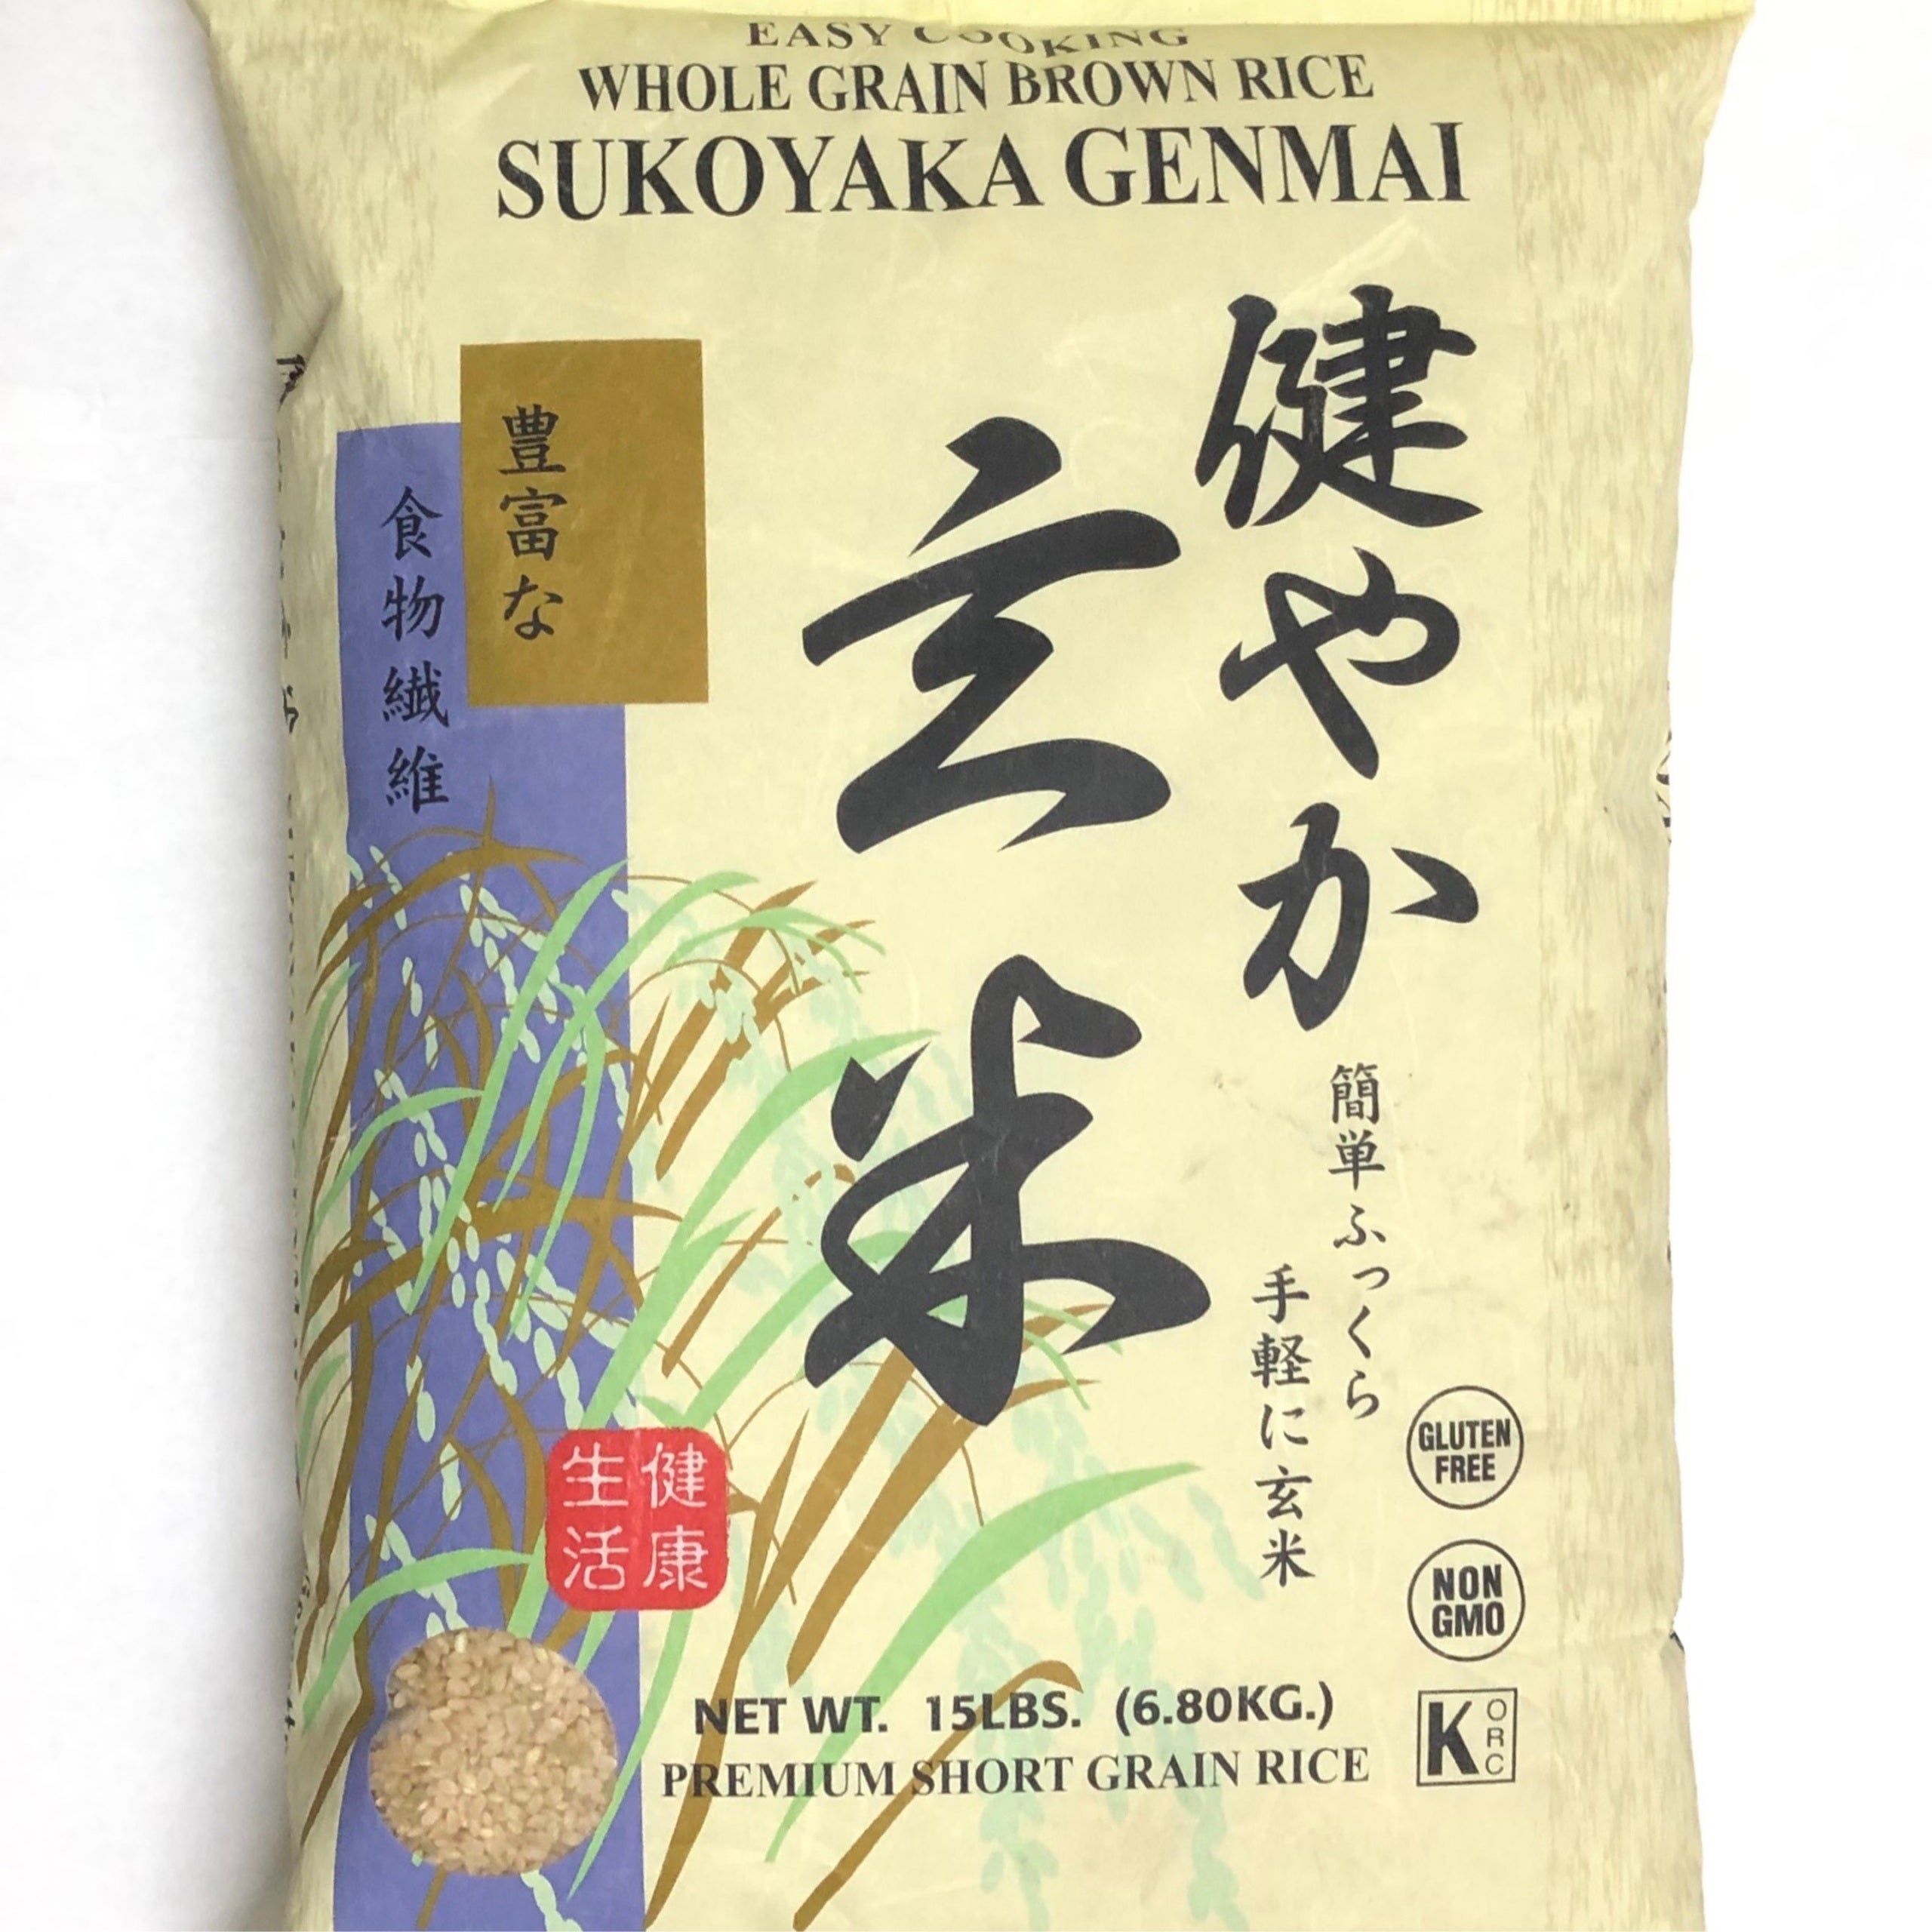 EASY COOKING
WHOLE GRAIN BROWN RICE
SUKOYAKA GENMAI
健やか
玄米
豊富な
食物繊維
簡単ふっくら
手軽に玄米
健康
生活
GLUTEN
FREE
NON
GMO
NET WT. 15LBS. (6.80KG.)
PREMIUM SHORT GRAIN RICE
K ORC